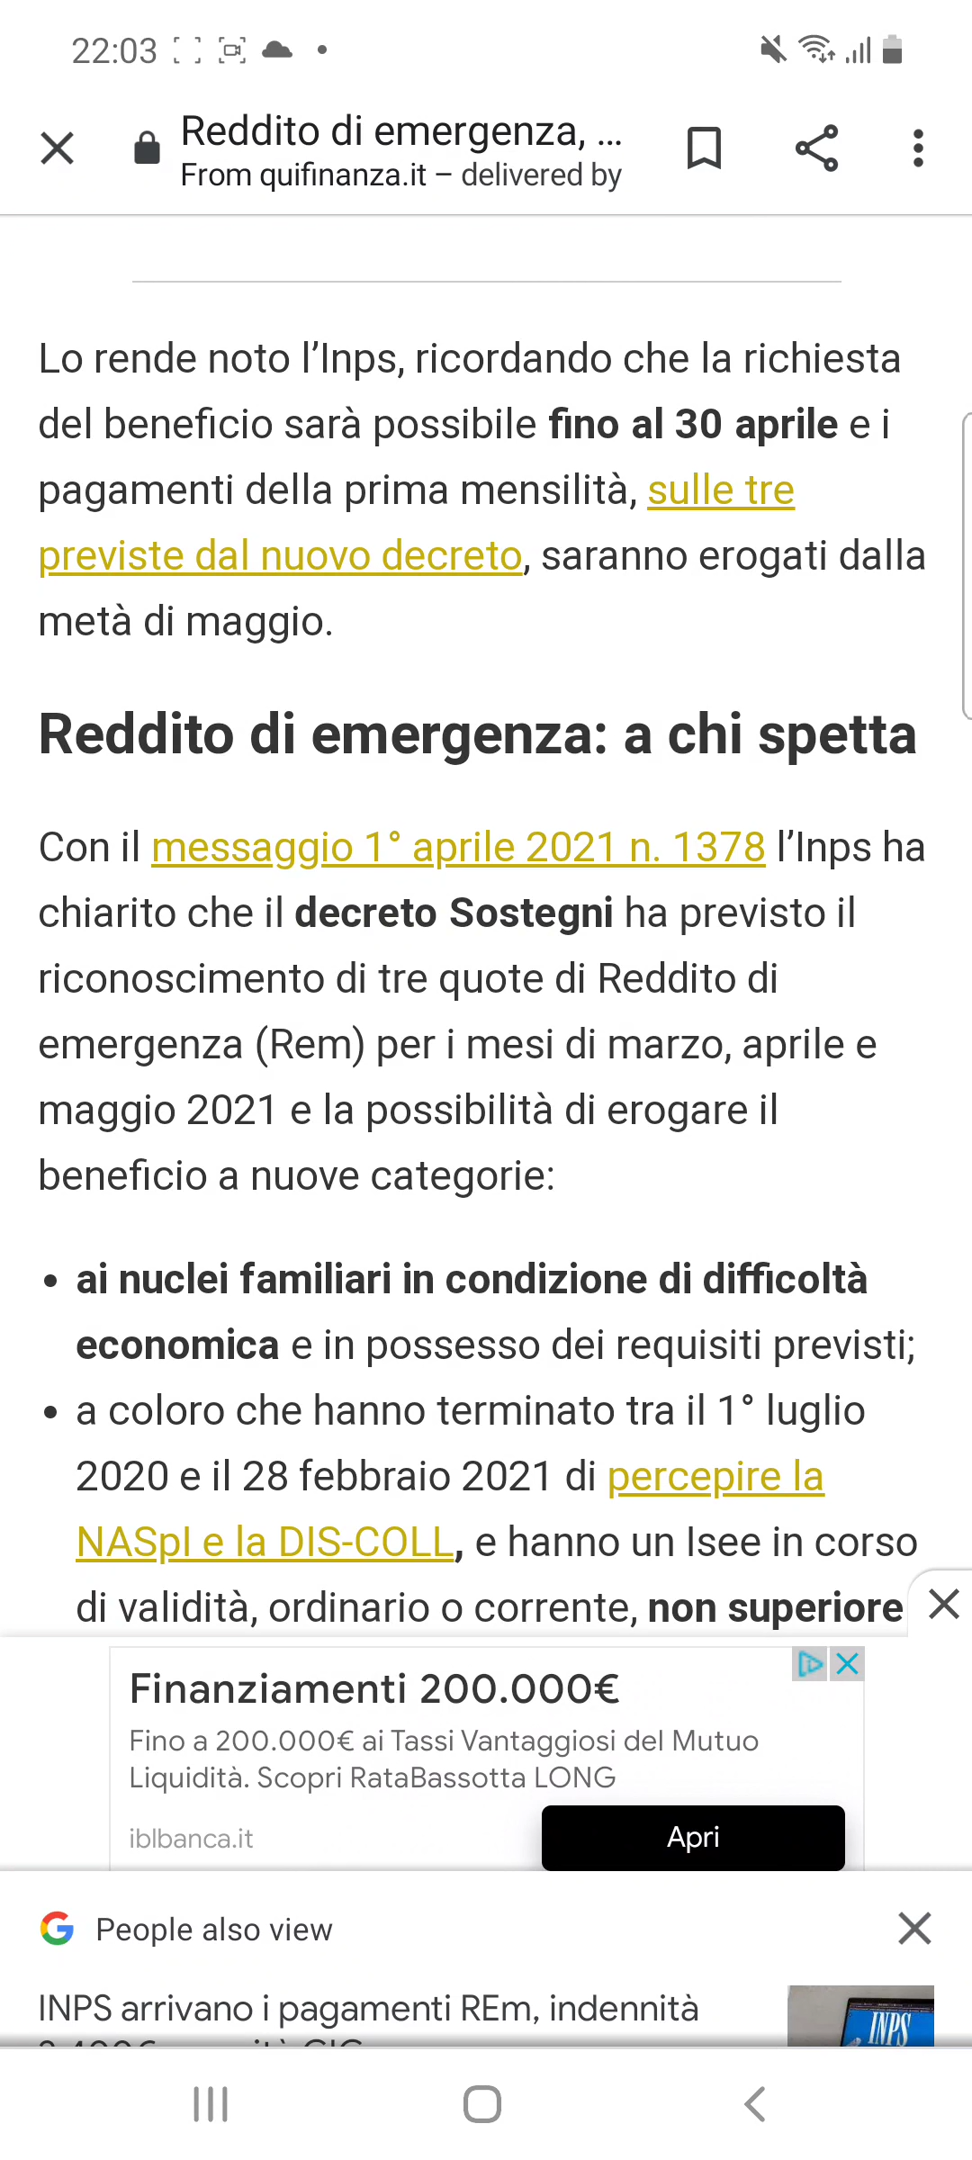 22:03
Reddito di emergenza, ...
From quifinanza.it – delivered by
Lo rende noto l’Inps, ricordando che la richiesta
del beneficio sarà possibile fino al 30 aprile e i
pagamenti della prima mensilità, sulle tre
previste dal nuovo decreto, saranno erogati dalla
metà di maggio.
Reddito di emergenza: a chi spetta
Con il messaggio 1° aprile 2021 n. 1378 l’Inps ha
chiarito che il decreto Sostegni ha previsto il
riconoscimento di tre quote di Reddito di
emergenza (Rem) per i mesi di marzo, aprile e
maggio 2021 e la possibilità di erogare il
beneficio a nuove categorie:
• ai nuclei familiari in condizione di difficoltà
economica e in possesso dei requisiti previsti;
• a coloro che hanno terminato tra il 1° luglio
2020 e il 28 febbraio 2021 di percepire la
NASpI e la DIS-COLL, e hanno un Isee in corso
di validità, ordinario o corrente, non superiore
Finanziamenti 200.000€
Fino a 200.000€ ai Tassi Vantaggiosi del Mutuo
Liquidità. Scopri RataBassotta LONG
iblbanca.it
Apri
People also view
INPS arrivano i pagamenti REm, indennità
INPS